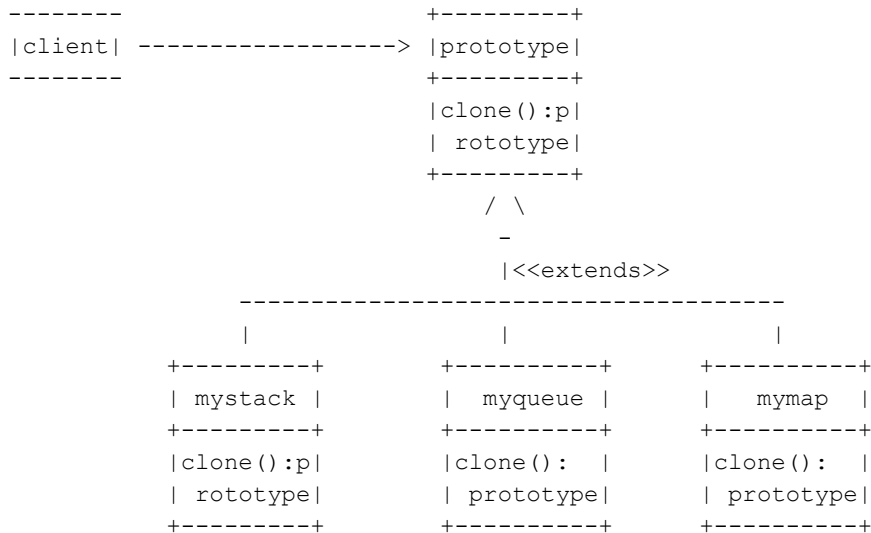 --------                     +---------+
|client| ------------------> |prototype|
--------                     +---------+
                             |clone():p|
                             | rototype|
                             +---------+
                                 / \
                                  -
                                  |<<extends>>
                --------------------------------------
                |                 |                  |
           +---------+        +----------+      +----------+
           | mystack |        |  myqueue |      |   mymap  |
           +---------+        +----------+      +----------+
           |clone():p|        |clone():  |      |clone():  |
           | rototype|        | prototype|      | prototype|
           +---------+        +----------+      +----------+